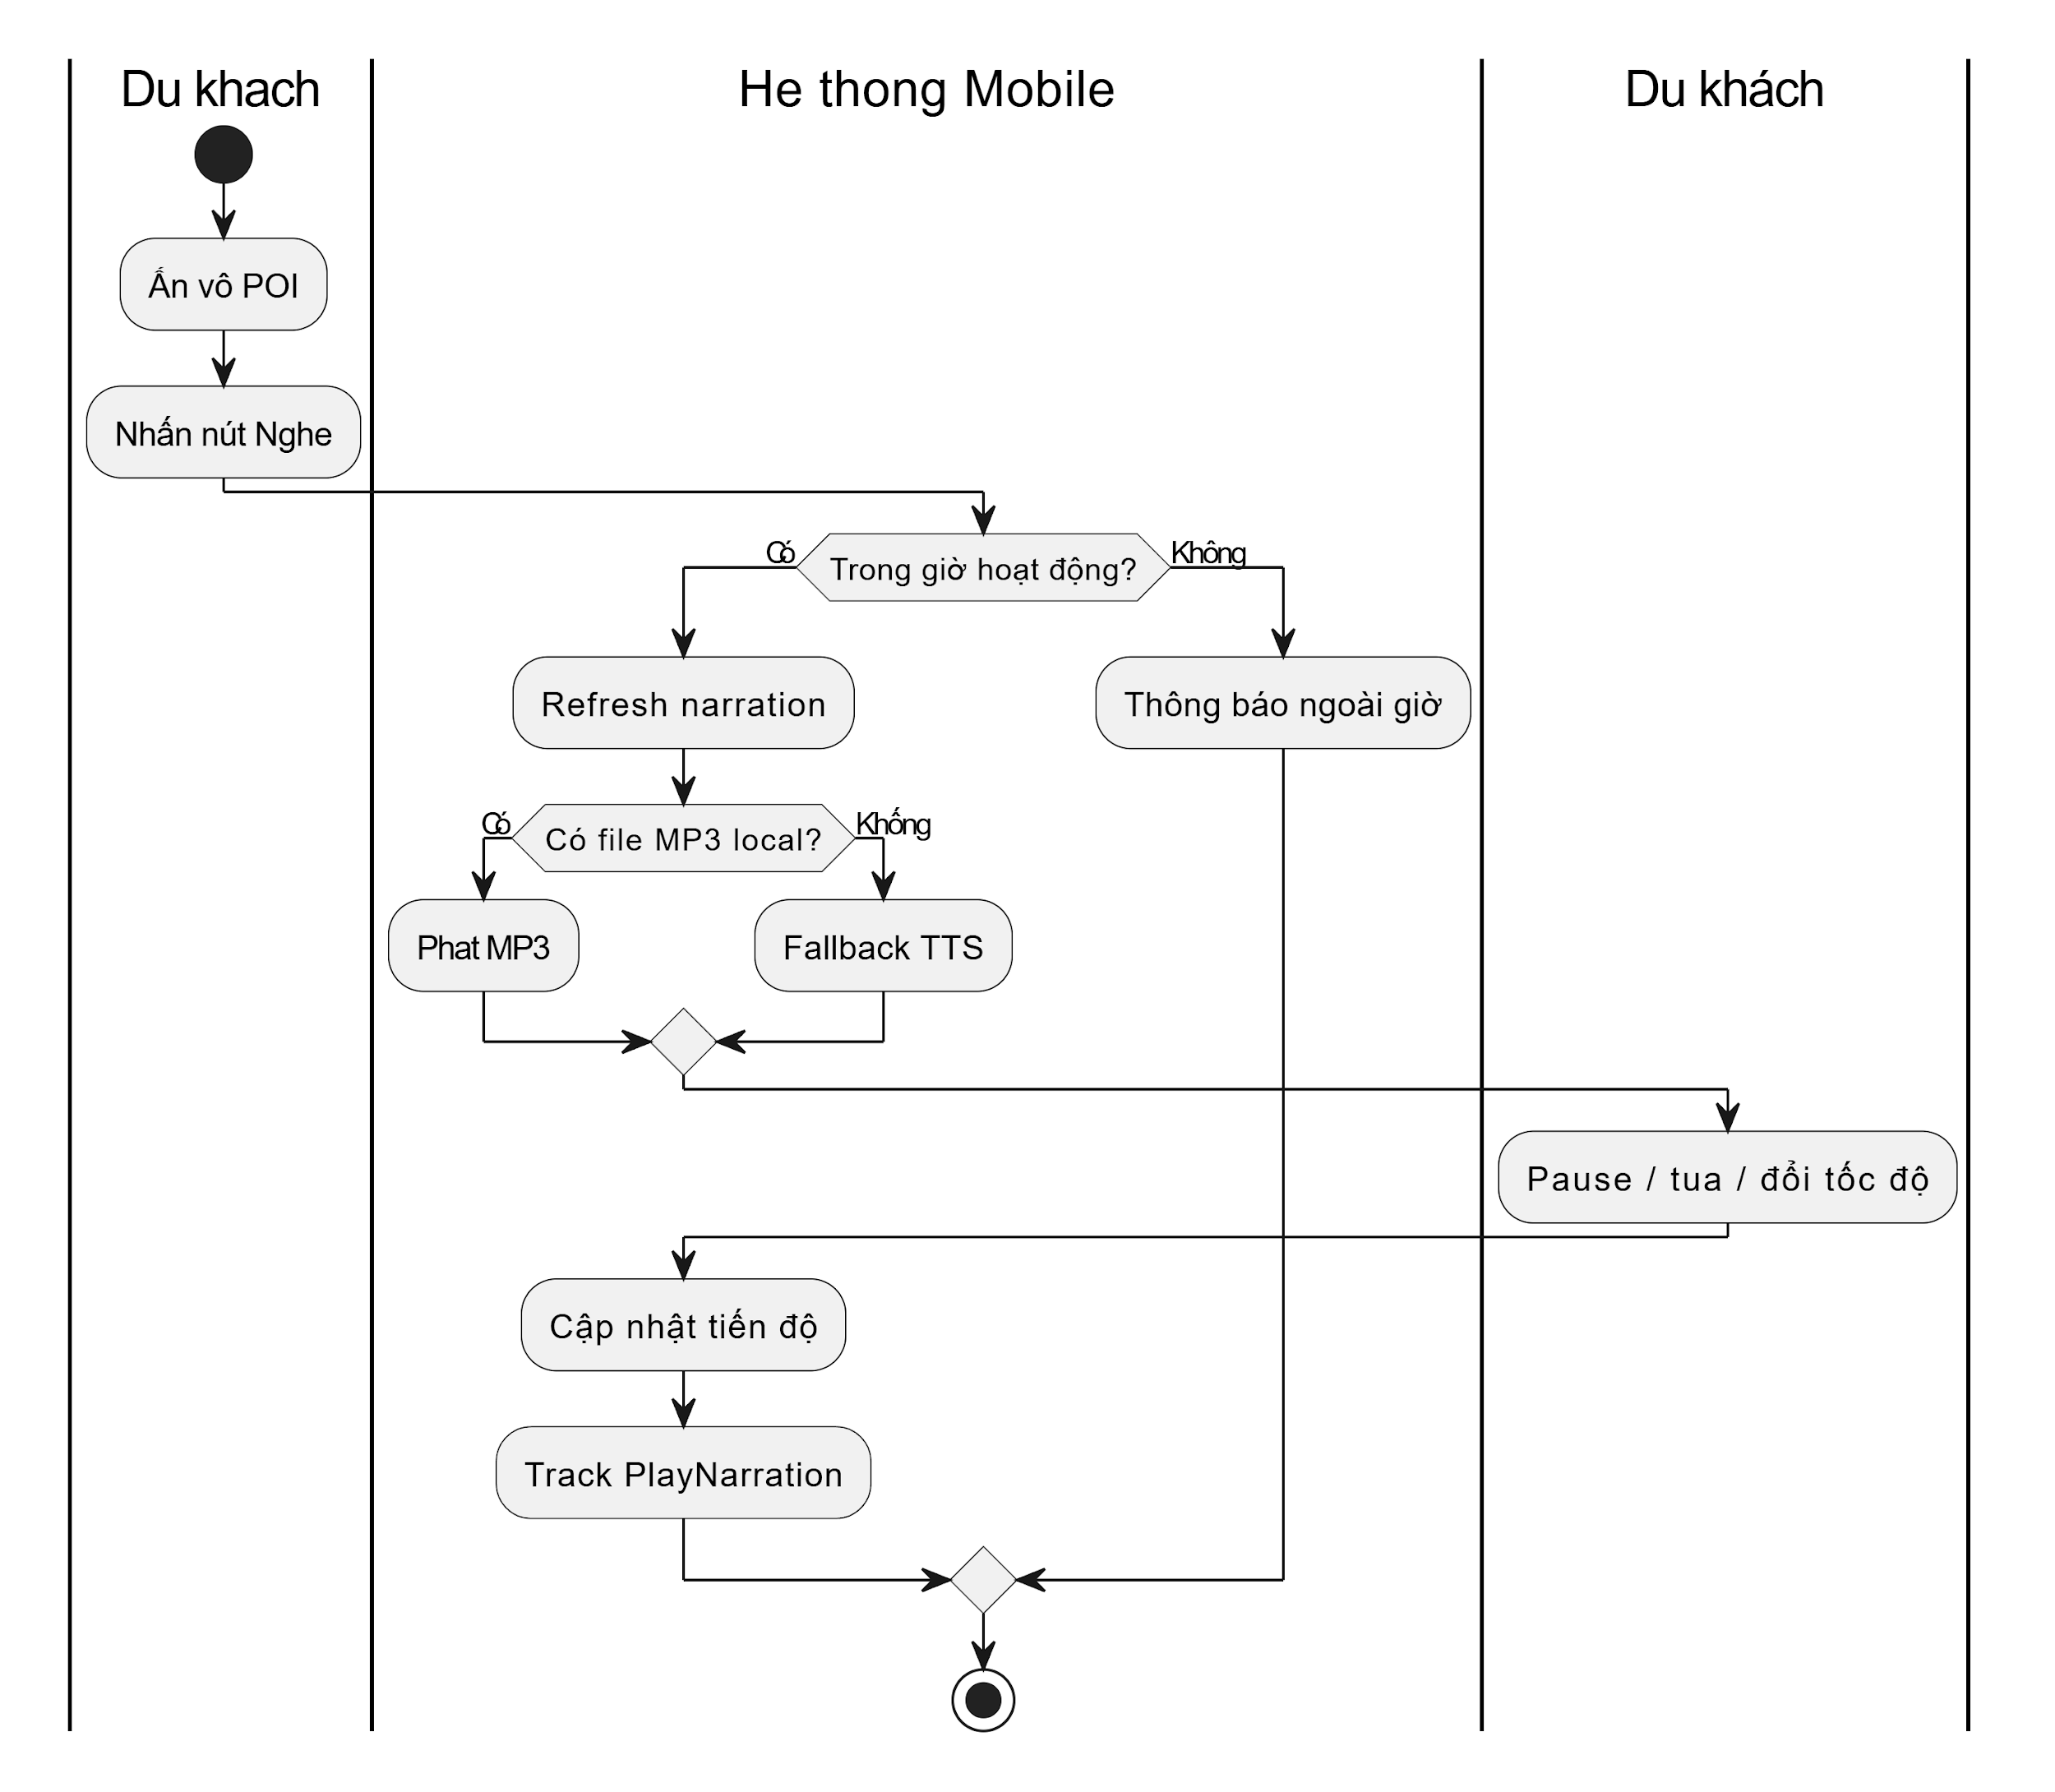 Du khach
He thong Mobile
Du khách
Ấn vô POI
Nhấn nút Nghe
Có
Trong giờ hoạt động?
Không
Refresh narration
Thông báo ngoài giờ
Có
Có file MP3 local?
Khống
Phat MP3
Fallback TTS
Pause / tua / đổi tốc độ
Cập nhật tiến độ
Track PlayNarration